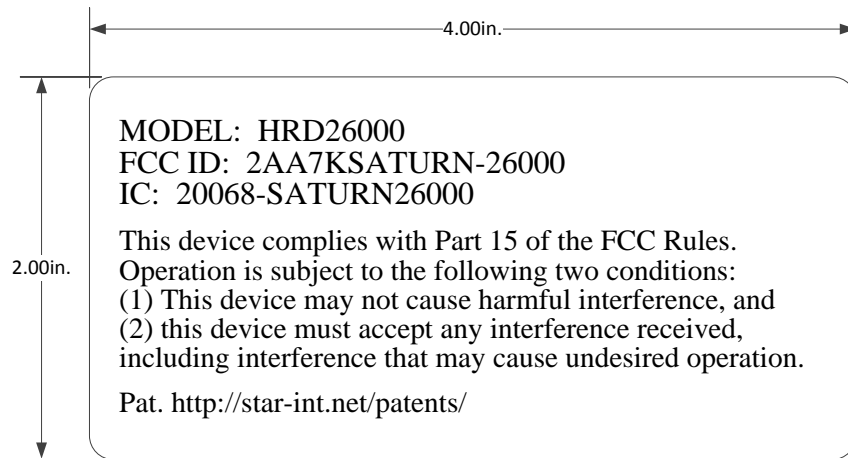 4.00in.
MODEL:  HRD26000
FCC ID:  2AA7KSATURN-26000
IC:  20068-SATURN26000
This device complies with Part 15 of the FCC Rules.
Operation is subject to the following two conditions:
(1) This device may not cause harmful interference, and
(2) this device must accept any interference received,
including interference that may cause undesired operation.
Pat. http://star-int.net/patents/
2.00in.